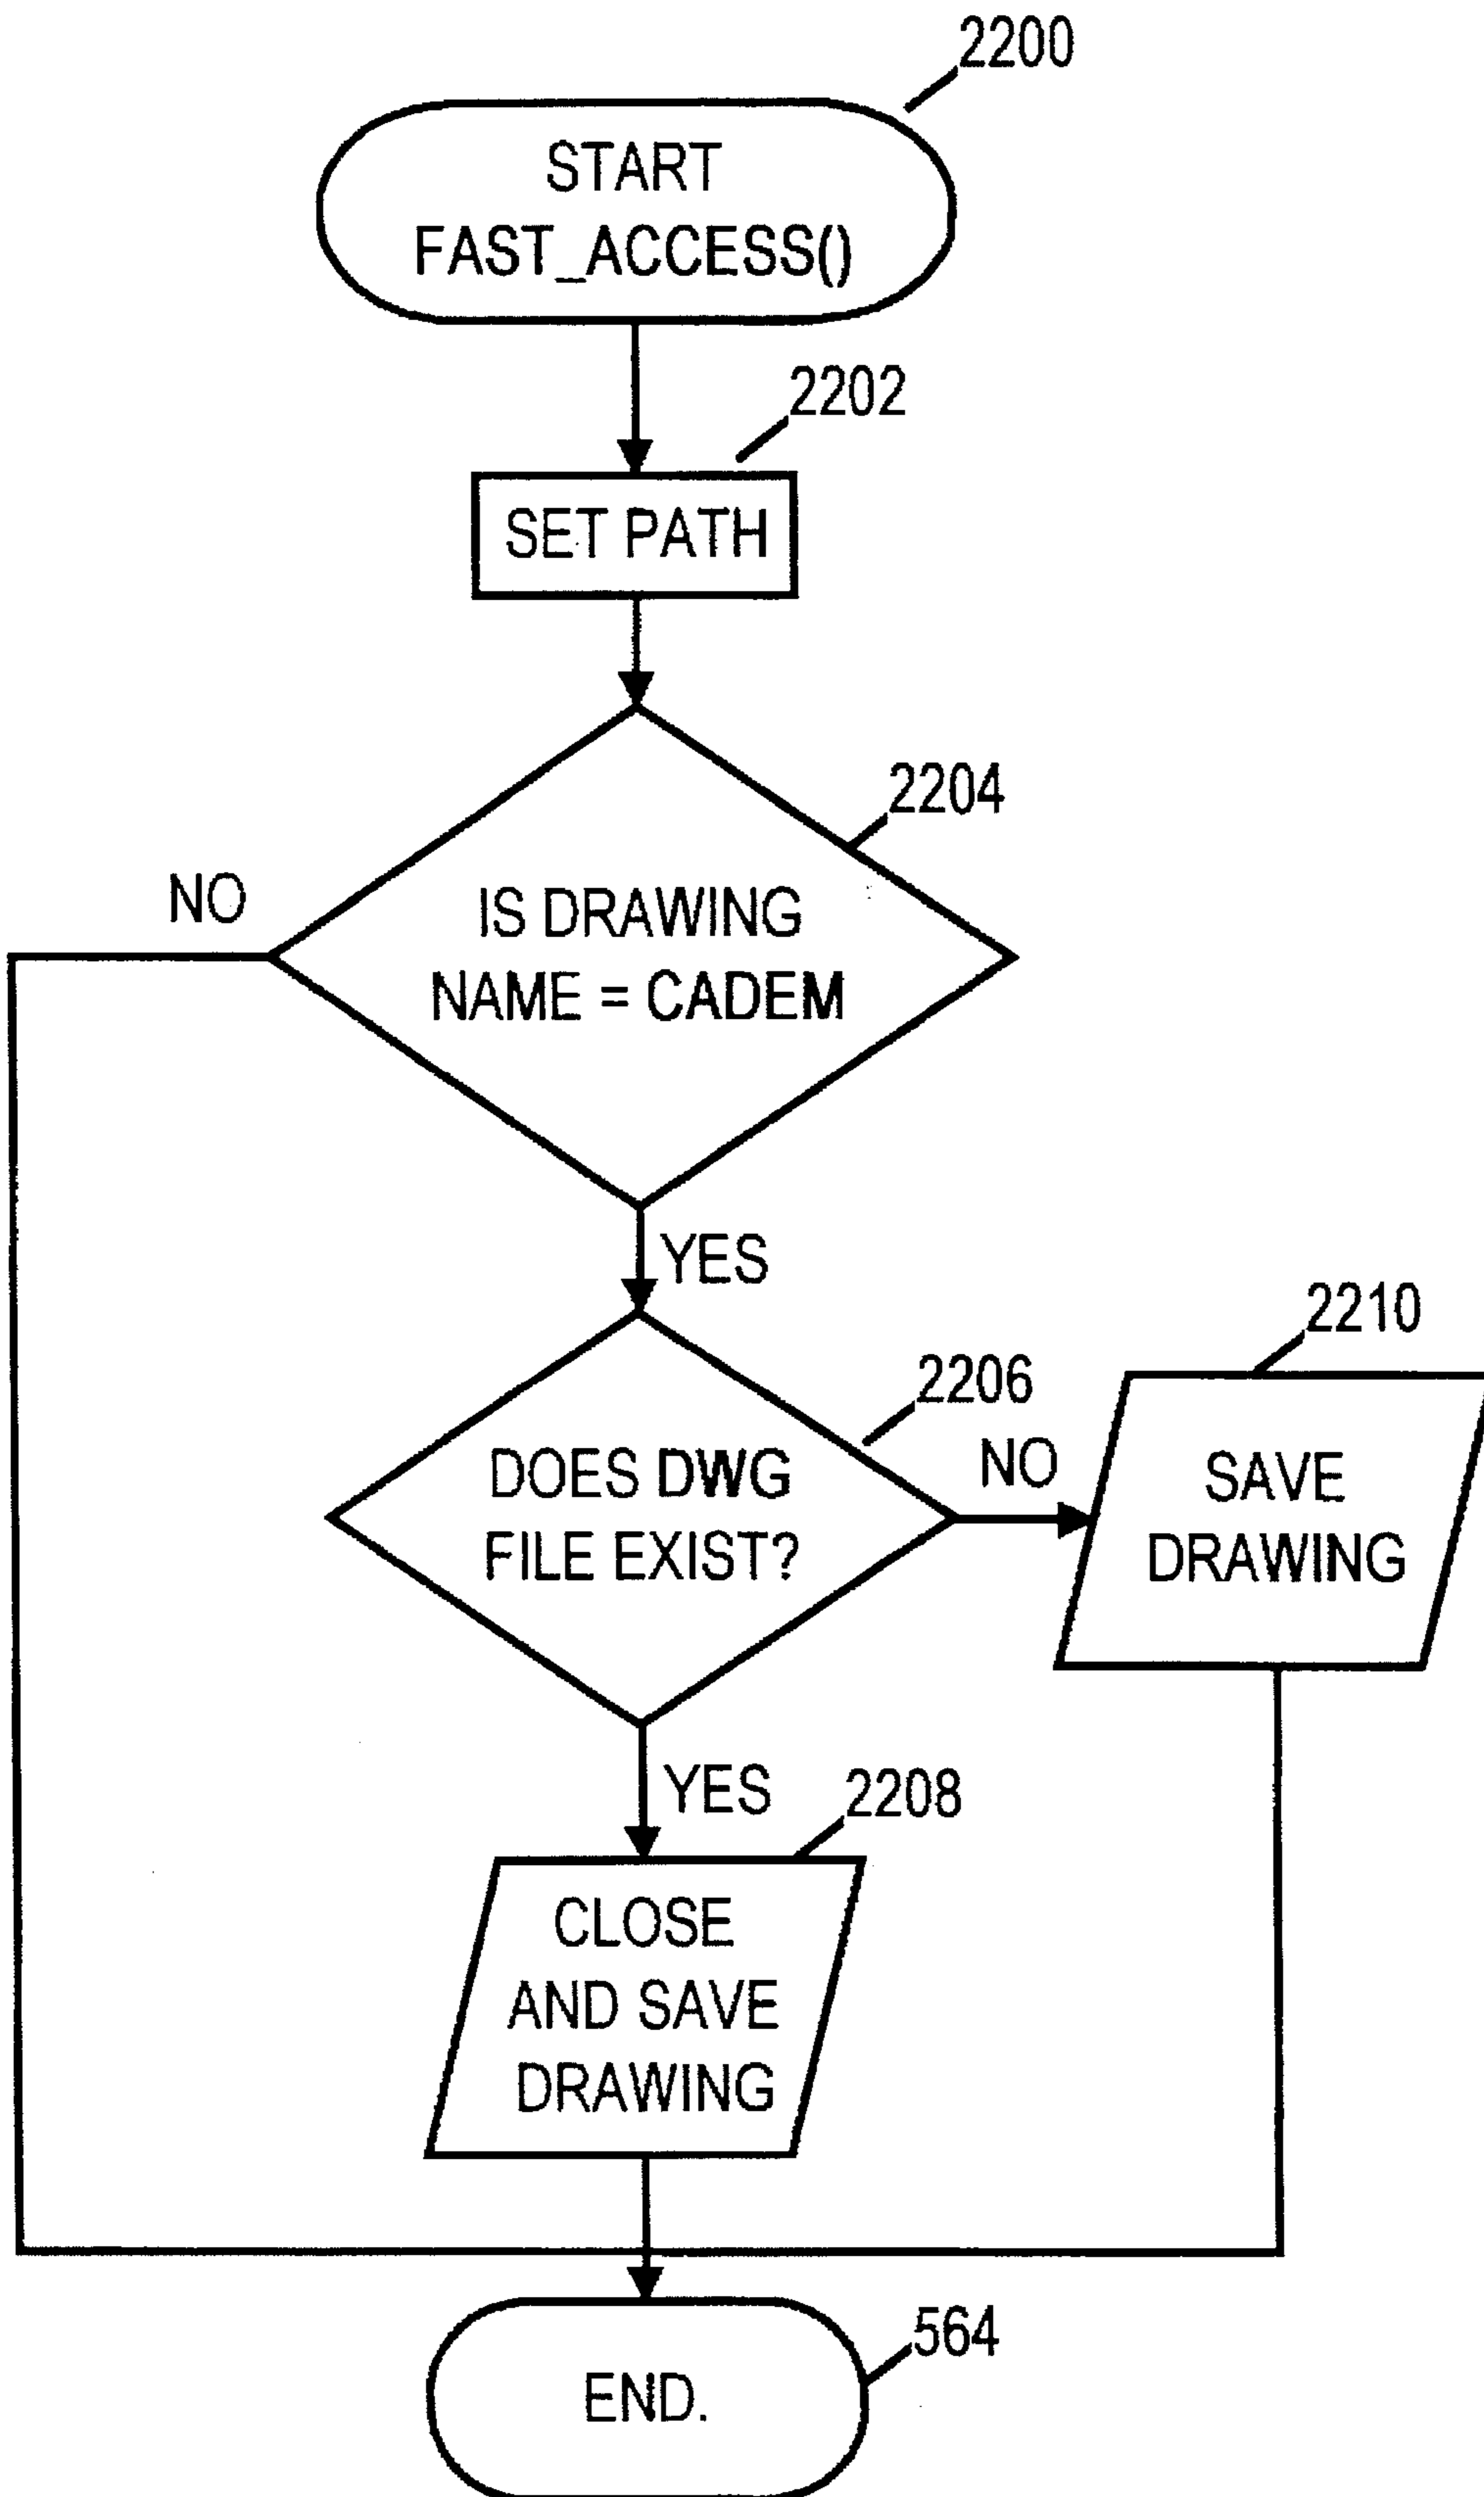 2200
START
FAST_ACCESS()
2202
SET PATH
2204
NO
IS DRAWING
NAME = CADEM
YES
2210
2206
DOES DWG
FILE EXIST?
NO
SAVE
DRAWING
YES
2208
CLOSE
AND SAVE
DRAWING
564
END.